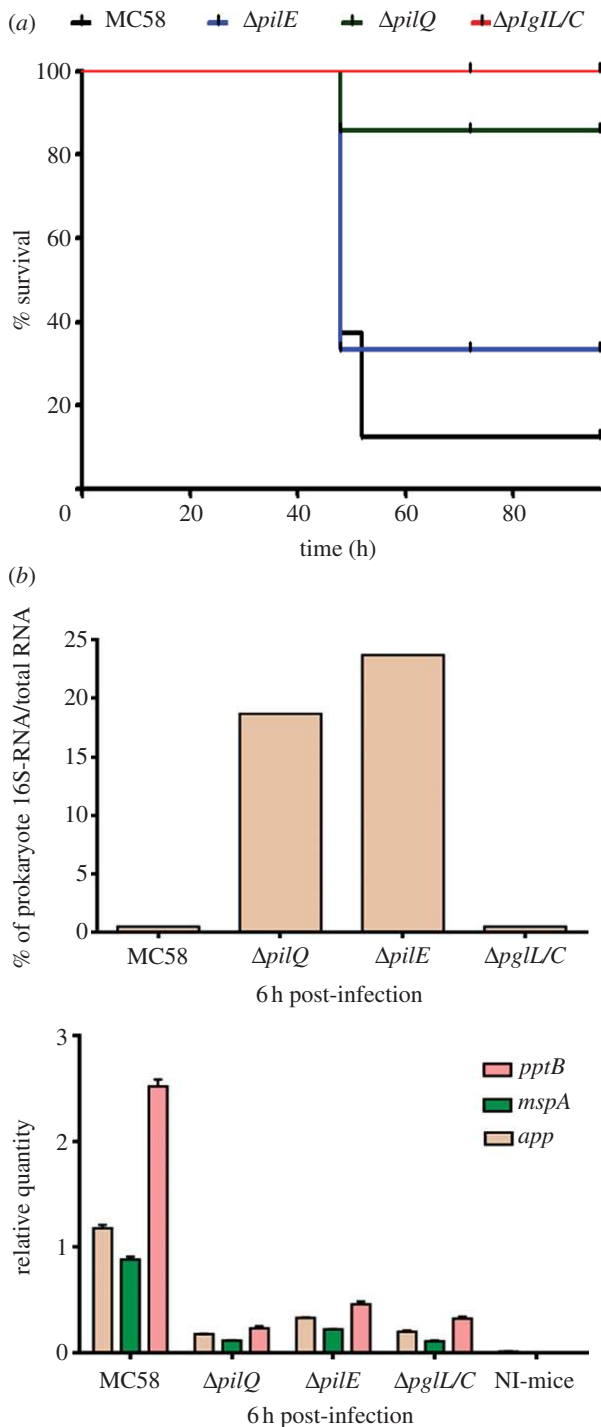 (a) MC58 ΔpilE ΔpilQ ΔpIgIL/C
100
80
60
40
20
0 20 40 60 80
% survival
time (h)
(b)
25
20
15
10
5
0
% of prokaryote 16S-RNA/total RNA
MC58 ΔpilQ ΔpilE ΔpglL/C
6 h post-infection
3
2
1
0
relative quantity
pptB
mspA
app
MC58 ΔpilQ ΔpilE ΔpglL/C NI-mice
6 h post-infection